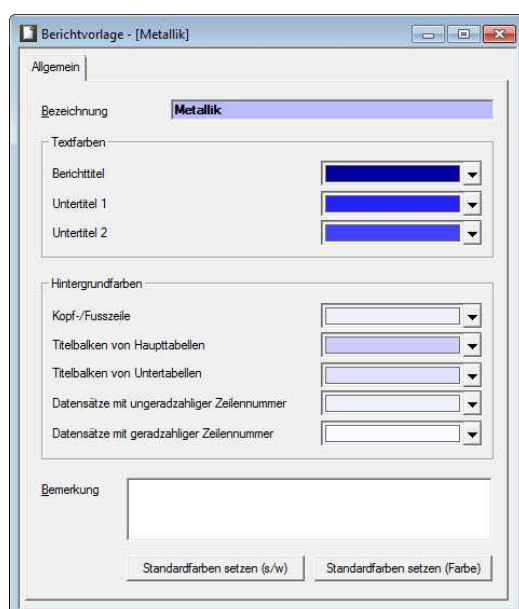 Berichtvorlage - [Metallik]
Allgemein
Bezeichnung Metallik
Textfarben
Berichttitel
Untertitel 1
Untertitel 2
Hintergrundfarben
Kopf-/Fusszeile
Titelbalken von Haupttabellen
Titelbalken von Untertabellen
Datensätze mit ungeradzahliger Zeilennummer
Datensätze mit geradzahliger Zeilennummer
Bemerkung
Standardfarben setzen (s/w) Standardfarben setzen (Farbe)